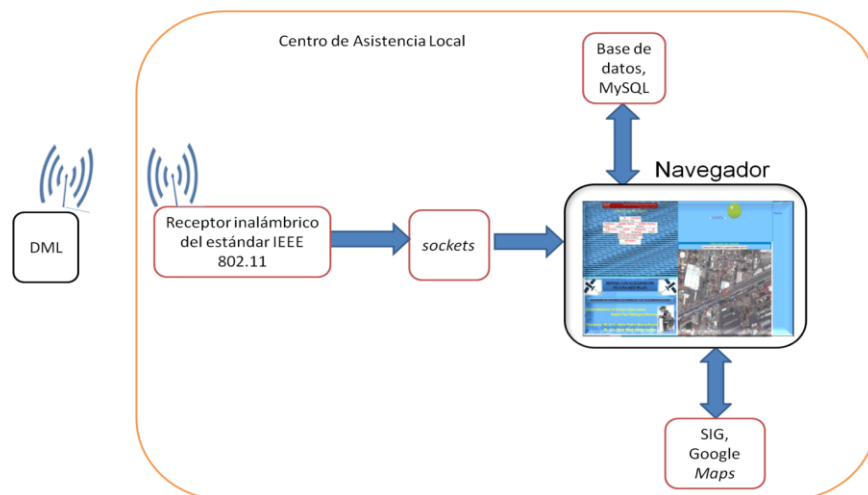 Centro de Asistencia Local
Base de
datos,
MySQL
Navegador
DML
Receptor inalámbrico
del estándar IEEE
802.11
sockets
SIG,
Google
Maps